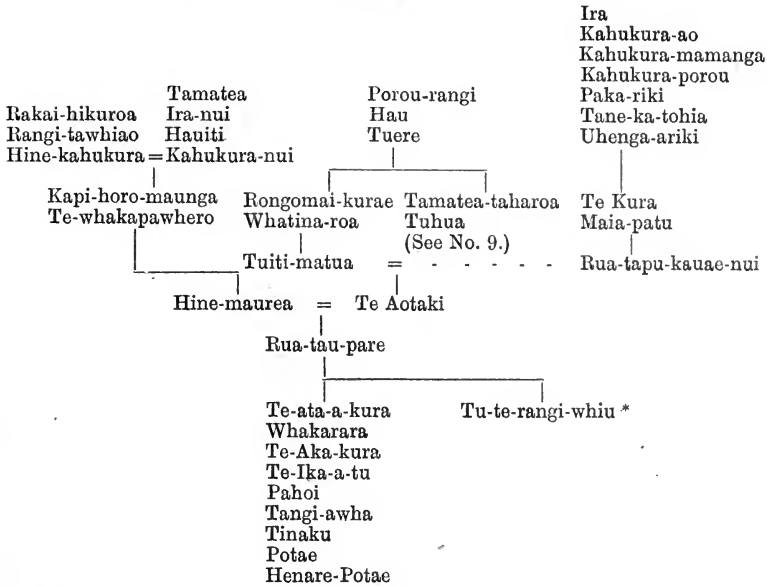 Ira
Kahukura-ao
Kahukura-mamanga
Tamatea Porou-rangi Kahukura-porou
Rakai-hikuroa Ira-nui Hau Paka-riki
Rangi-tawhiao Hauiti Tuere Tane-ka-tohia
Hine-kahukura = Kahukura-nui Uhenga-ariki
Kapi-horo-maunga Rongomai-kurae Tamatea-taharoa Te Kura
Te-whakapawhero Whatina-roa Tuhua Maia-patu
(See No. 9.)
Tuiti-matua = - - - - - Rua-tapu-kauae-nui
Hine-maurea = Te Aotaki
Rua-tau-pare
Te-ata-a-kura Tu-te-rangi-whiu *
Whakarara
Te-Aka-kura
Te-Ika-a-tu
Pahoi
Tangi-awha
Tinaku
Potae
Henare-Potae